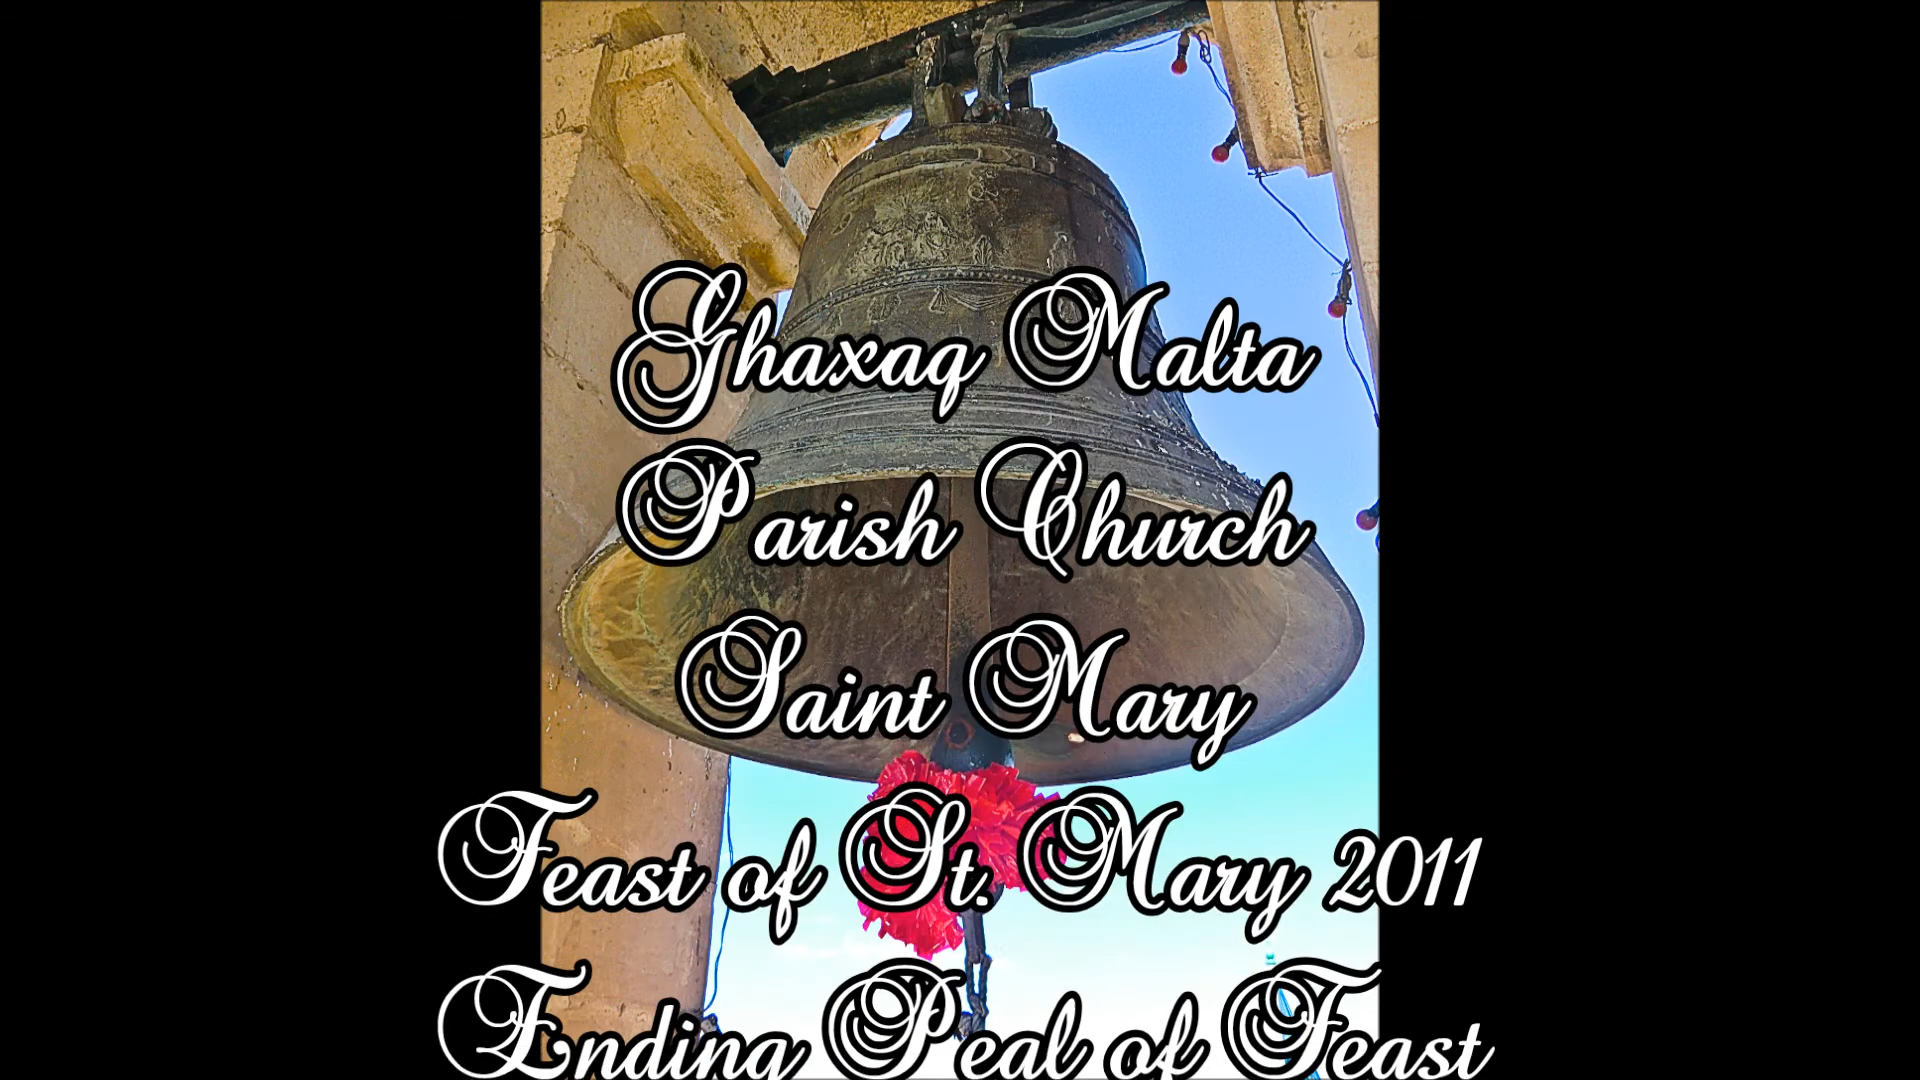 Ghaxaq Malta
Parish Church
Saint Mary
Feast of St. Mary 2011
Ending Peal of Feast